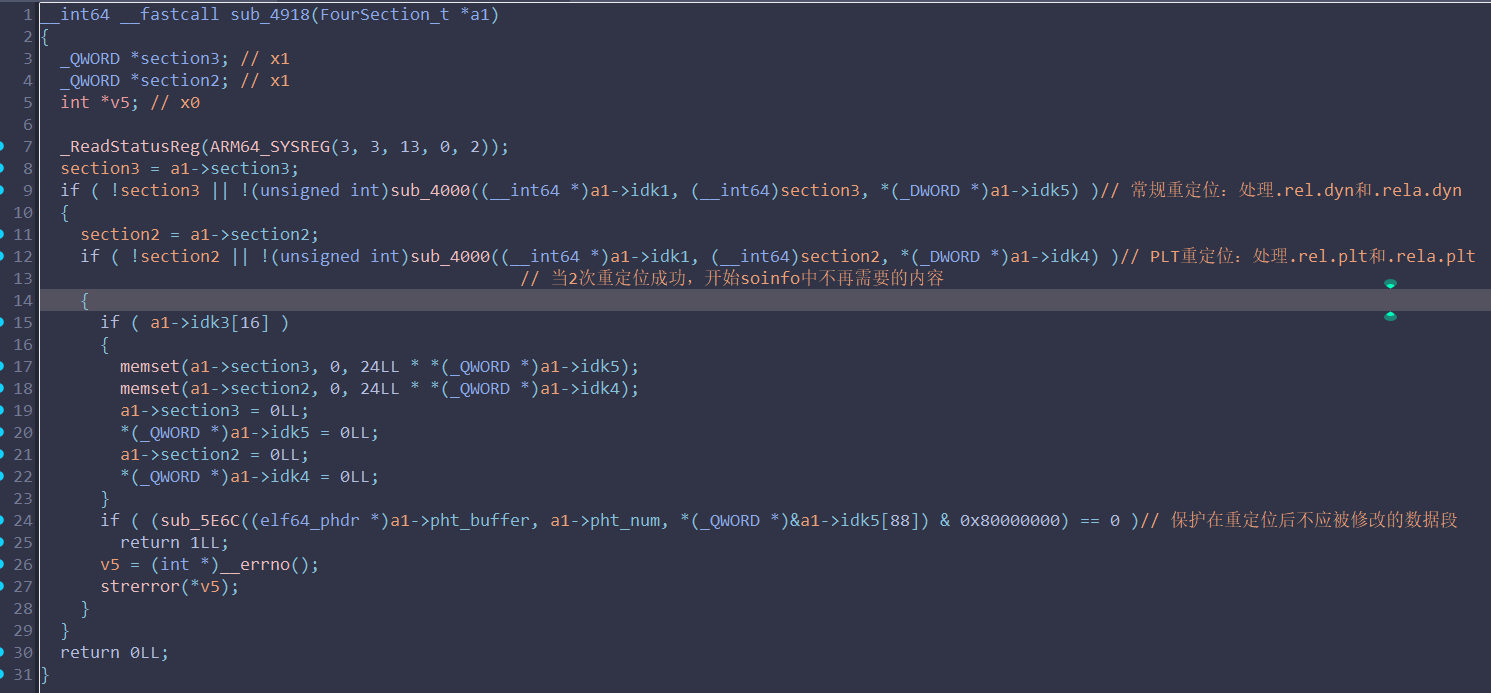 1 __int64 __fastcall sub_4918(FourSection_t *a1)
2 {
3 _QWORD *section3; // x1
4 _QWORD *section2; // x1
5 int *v5; // x0
6
7 _ReadStatusReg(ARM64_SYSREG(3, 3, 13, 0, 2));
8 section3 = a1->section3;
9 if ( !section3 || !(unsigned int)sub_4000((__int64 *)a1->idk1, (__int64)section3, *(_DWORD *)a1->idk5) )// 常规重定位：处理.rel.dyn和.rela.dyn
10 {
11 section2 = a1->section2;
12 if ( !section2 || !(unsigned int)sub_4000((__int64 *)a1->idk1, (__int64)section2, *(_DWORD *)a1->idk4) )// PLT重定位：处理.rel.plt和.rela.plt
13 // 当2次重定位成功，开始soinfo中不再需要的内容
14 {
15 if ( a1->idk3[16] )
16 {
17 memset(a1->section3, 0, 24LL * *(_QWORD *)a1->idk5);
18 memset(a1->section2, 0, 24LL * *(_QWORD *)a1->idk4);
19 a1->section3 = 0LL;
20 *(_QWORD *)a1->idk5 = 0LL;
21 a1->section2 = 0LL;
22 *(_QWORD *)a1->idk4 = 0LL;
23 }
24 if ( (sub_5E6C((elf64_phdr *)a1->pht_buffer, a1->pht_num, *(_QWORD *)&a1->idk5[88]) & 0x80000000) == 0 )// 保护在重定位后不应被修改的数据段
25 return 1LL;
26 v5 = (int *)__errno();
27 strerror(*v5);
28 }
29 }
30 return 0LL;
31 }